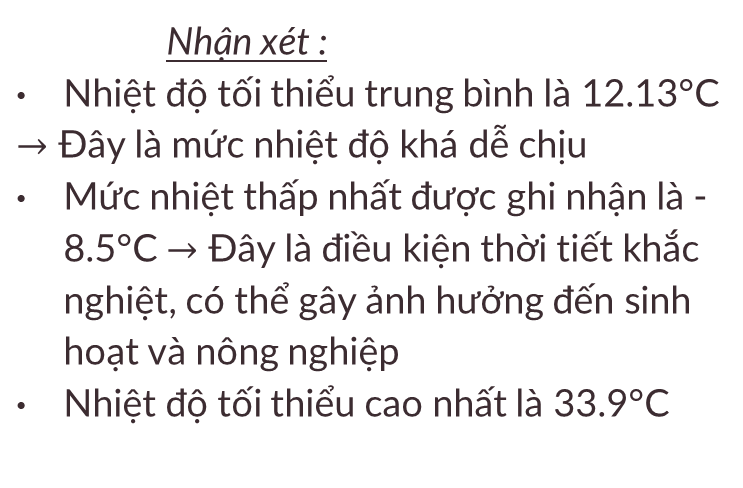 Nhận xét :
• Nhiệt độ tối thiểu trung bình là 12.13°C
→ Đây là mức nhiệt độ khá dễ chịu
• Mức nhiệt thấp nhất được ghi nhận là -
8.5°C → Đây là điều kiện thời tiết khắc
nghiệt, có thể gây ảnh hưởng đến sinh
hoạt và nông nghiệp
• Nhiệt độ tối thiểu cao nhất là 33.9°C